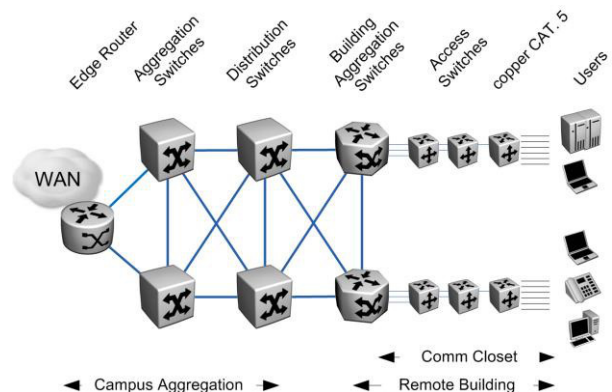 Edge Router
Aggregation
Switches
Distribution
Switches
Building
Aggregation
Switches
Access
Switches
copper CAT. 5
Users
WAN
Comm Closet
Campus Aggregation
Remote Building